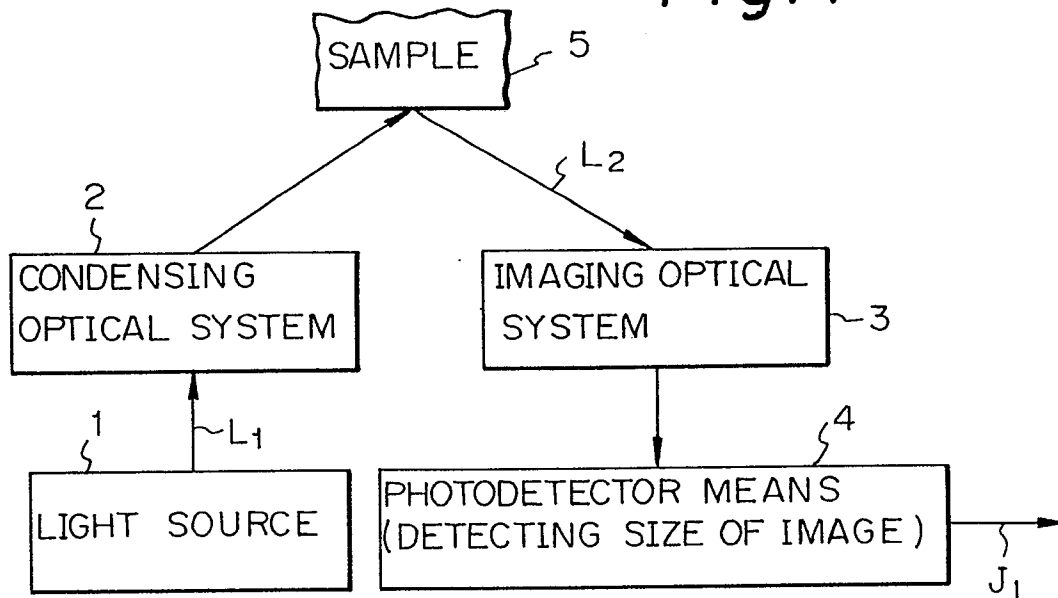 SAMPLE
5
L2
2
CONDENSING
OPTICAL SYSTEM
IMAGING OPTICAL
SYSTEM
3
1
L1
4
LIGHT SOURCE
PHOTODETECTOR MEANS
(DETECTING SIZE OF IMAGE)
J1